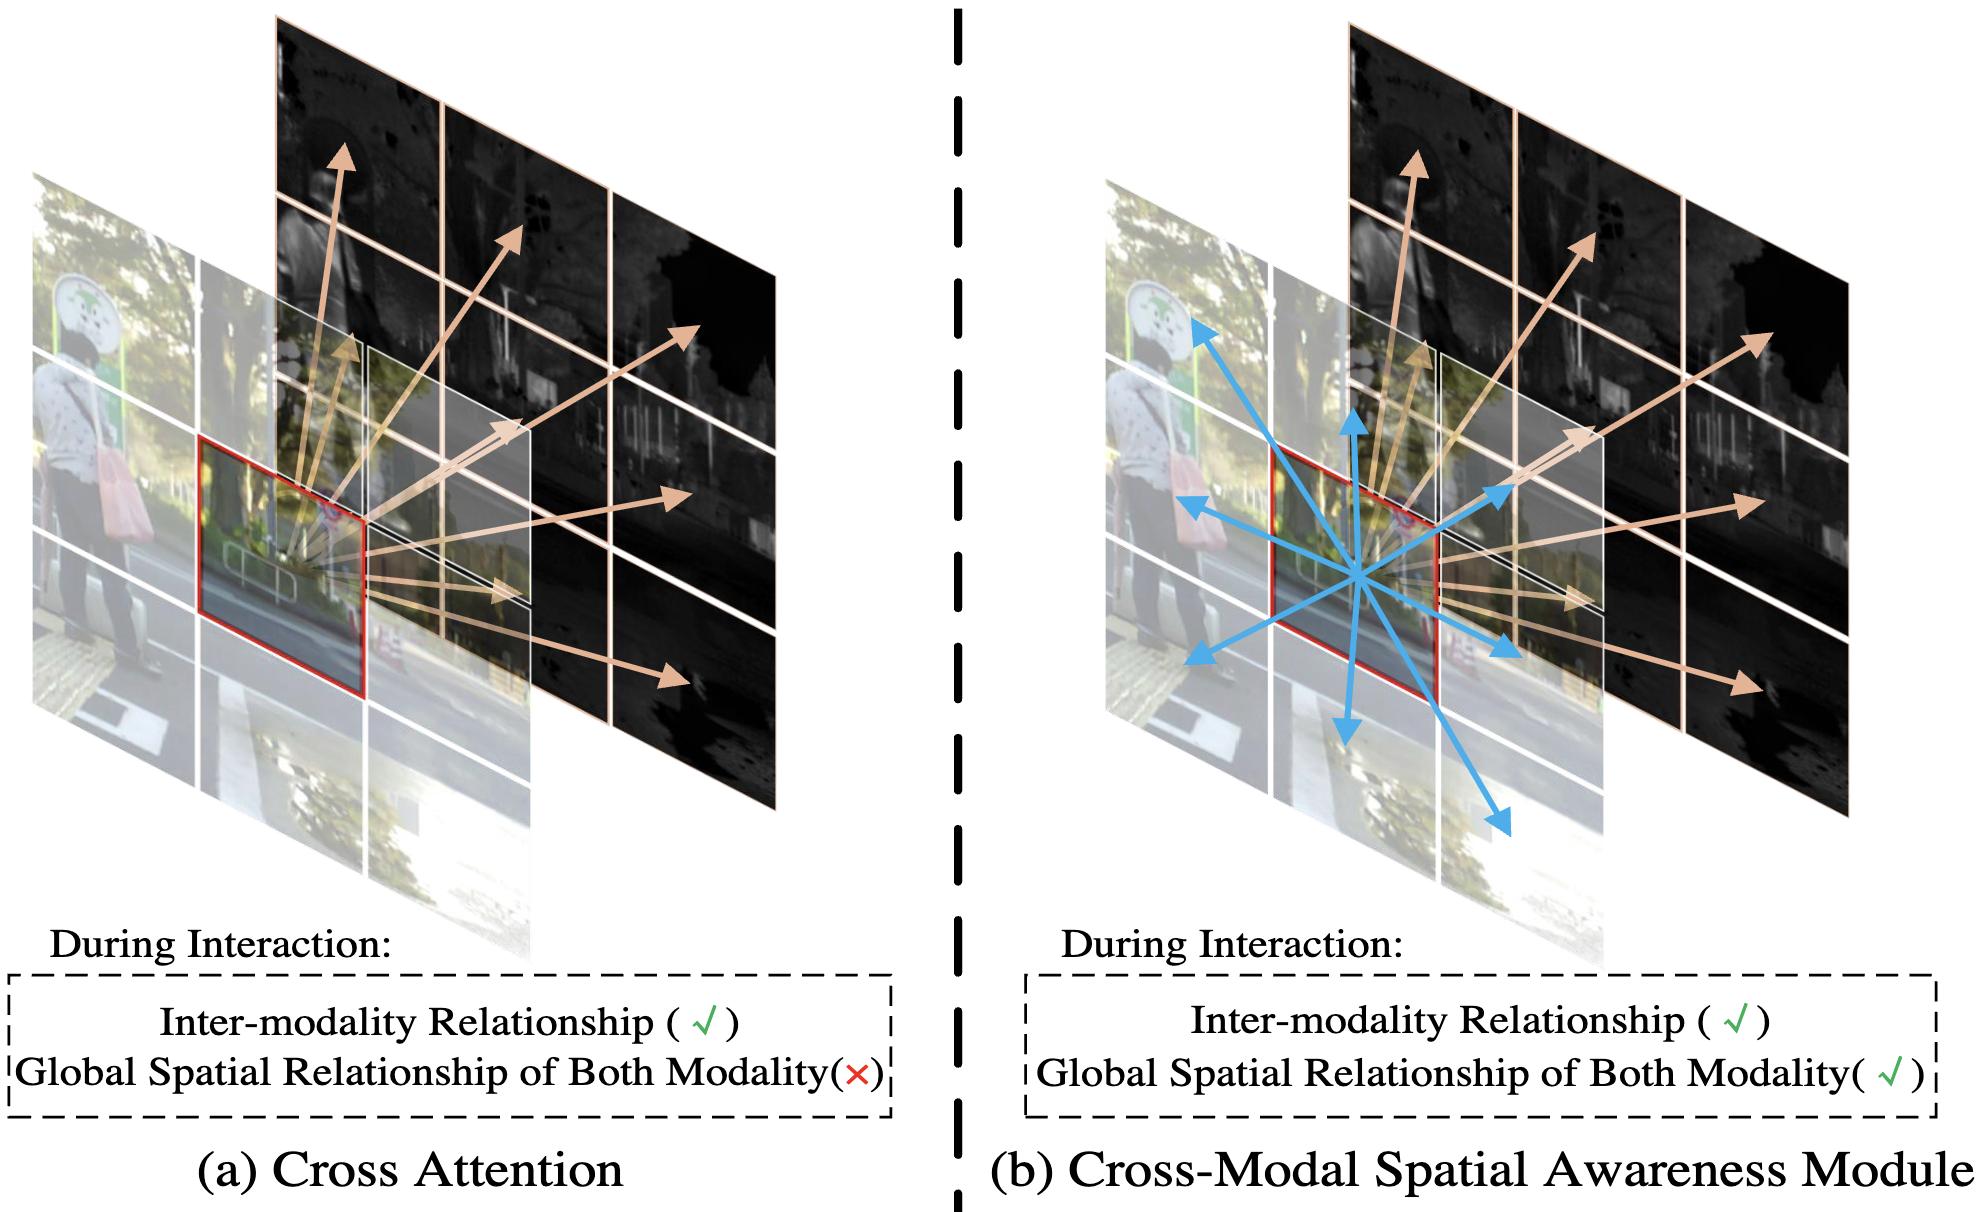 During Interaction:
Inter-modality Relationship ( √ )
Global Spatial Relationship of Both Modality(×)
(a) Cross Attention
During Interaction:
Inter-modality Relationship ( √ )
Global Spatial Relationship of Both Modality( √ )
(b) Cross-Modal Spatial Awareness Module